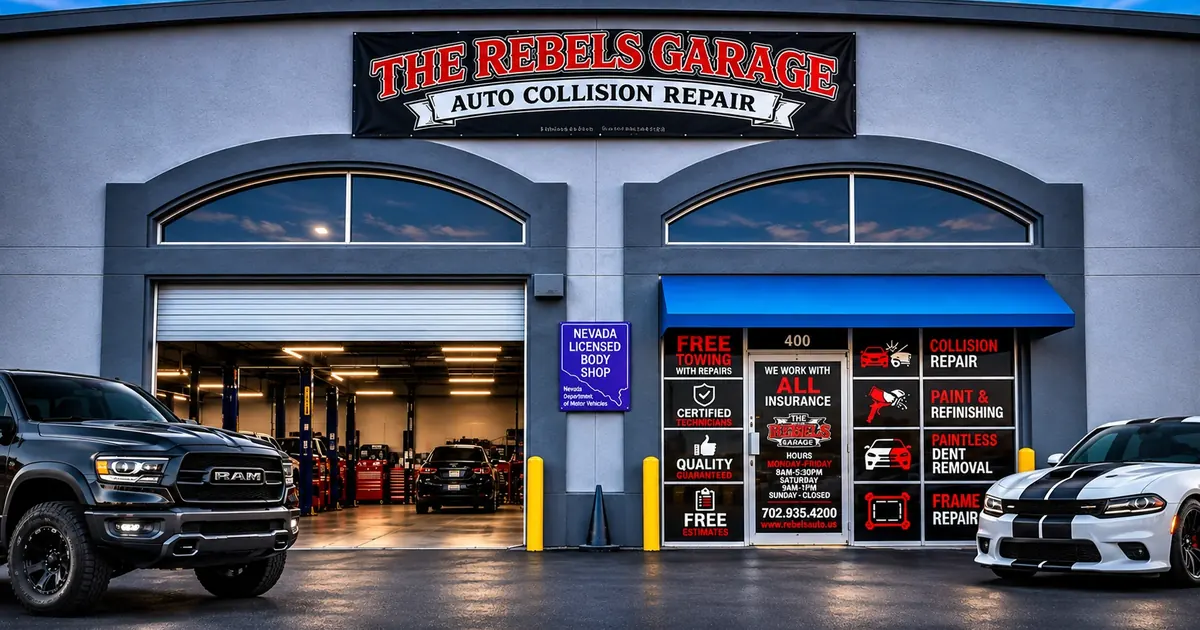 THE REBELS GARAGE
AUTO COLLISION REPAIR
NEVADA
LICENSED
BODY
SHOP
Nevada
Department
of Motor Vehicles
400
FREE
TOWING
WITH REPAIRS
CERTIFIED
TECHNICIANS
QUALITY
GUARANTEED
FREE
ESTIMATES
WE WORK WITH
ALL
INSURANCE
THE
REBELS
GARAGE
HOURS
MONDAY-FRIDAY
8AM-5:30PM
SATURDAY
9AM-1PM
SUNDAY - CLOSED
702.935.4200
www.rebelsauto.us
COLLISION
REPAIR
PAINT &
REFINISHING
PAINTLESS
DENT
REMOVAL
FRAME
REPAIR
RAM